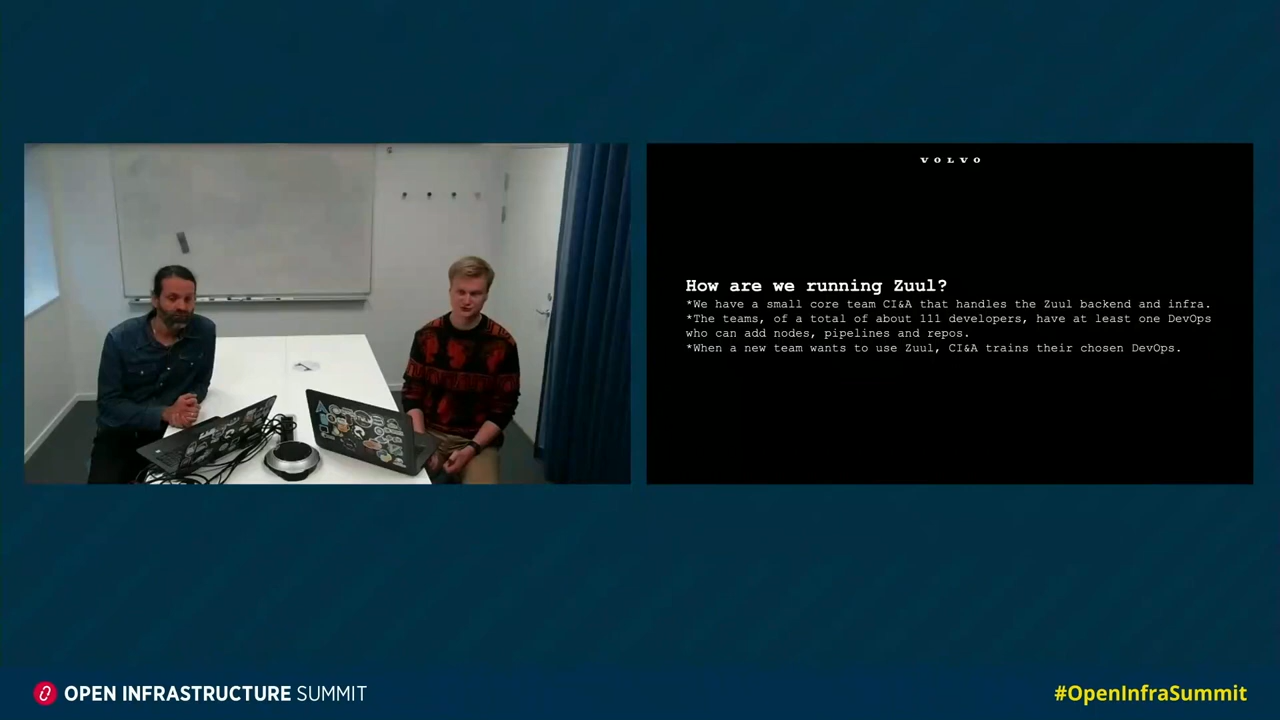 VOLVO
How are we running Zuul?
*We have a small core team CI&A that handles the Zuul backend and infra.
*The teams, of a total of about 111 developers, have at least one DevOps
who can add nodes, pipelines and repos.
*When a new team wants to use Zuul, CI&A trains their chosen DevOps.
OPEN INFRASTRUCTURE SUMMIT
#OpenInfraSummit